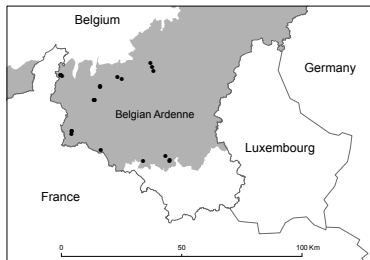 Belgium
Germany
Belgian Ardenne
Luxembourg
France
0 50 100 Km